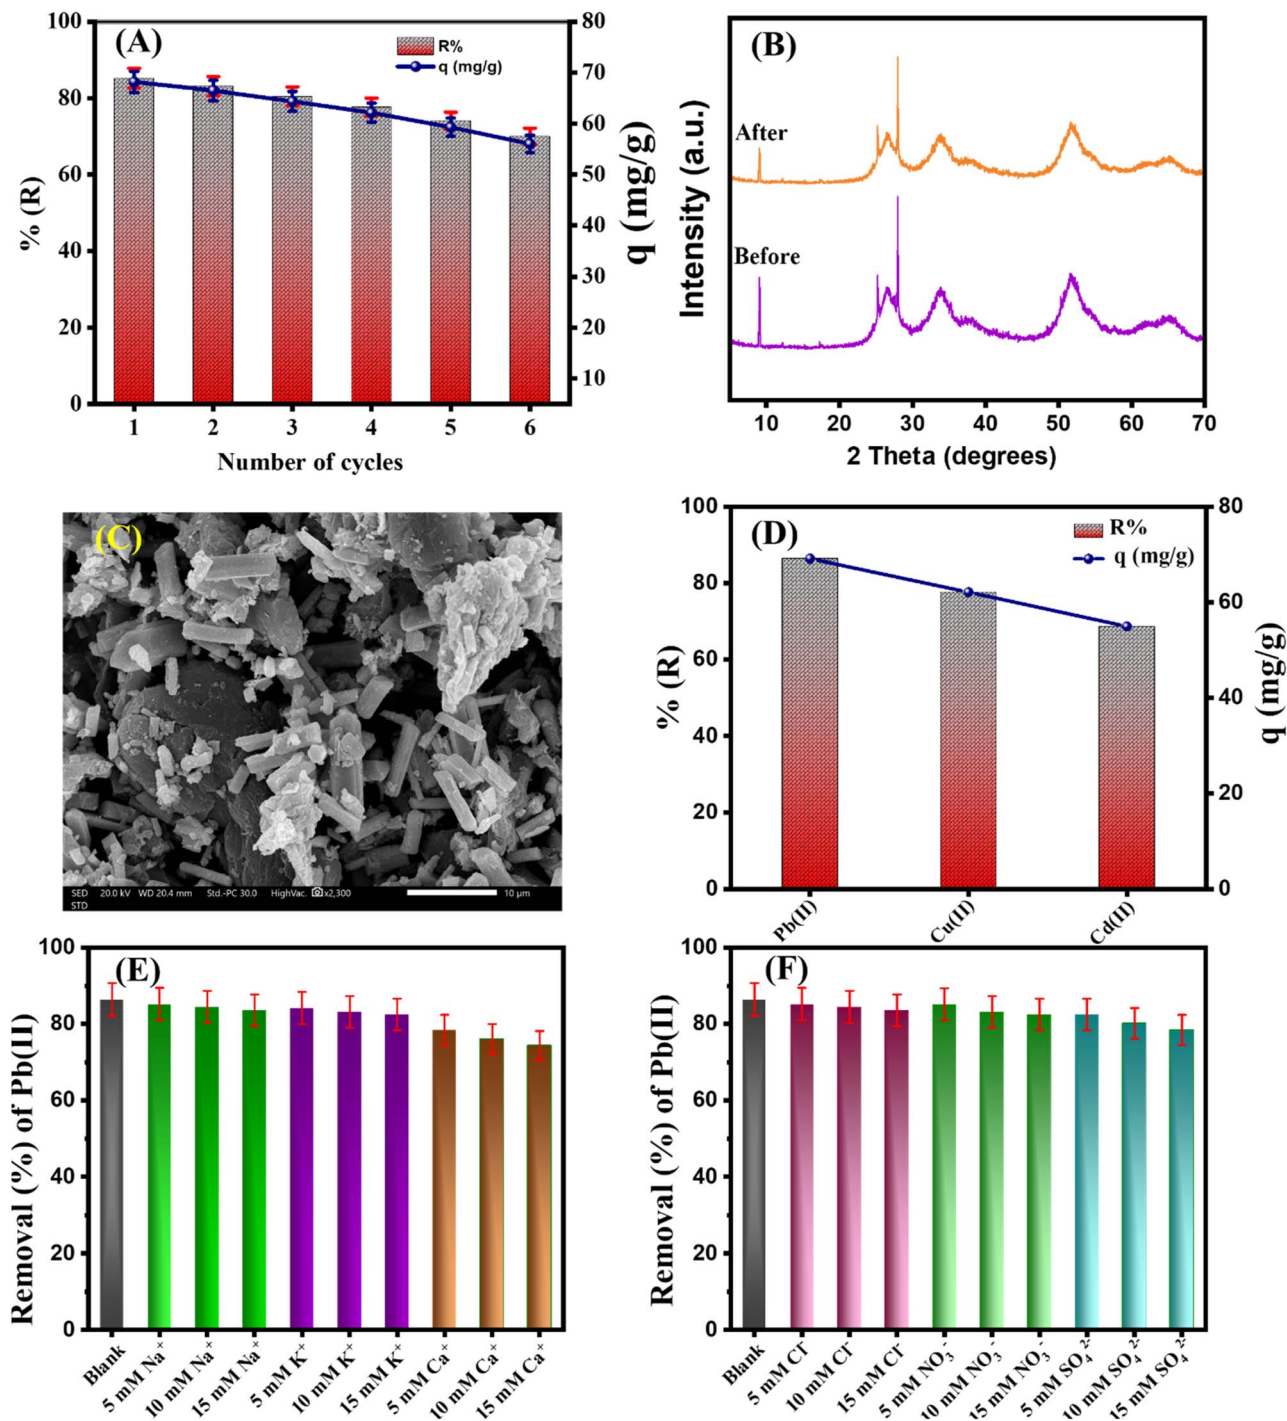 (A)
R%
q (mg/g)
100
80
60
40
20
0
80
70
60
50
40
30
20
10
% (R)
q (mg/g)
1 2 3 4 5 6
Number of cycles
(B)
After
Before
Intensity (a.u.)
10 20 30 40 50 60 70
2 Theta (degrees)
(C)
SED 20.0 kV WD 20.4 mm Std.-PC 30.0 HighVac. x2,300 10 µm
STD
(D)
R%
q (mg/g)
100
80
60
40
20
0
80
60
40
20
0
% (R)
q (mg/g)
Pb(II) Cu(II) Cd(II)
(E)
Removal (%) of Pb(II)
100
80
60
40
20
0
Blank
5 mM Na⁺
10 mM Na⁺
15 mM Na⁺
5 mM K⁺
10 mM K⁺
15 mM K⁺
5 mM Ca⁺
10 mM Ca⁺
15 mM Ca⁺
(F)
Removal (%) of Pb(II)
100
80
60
40
20
0
Blank
5 mM Cl⁻
10 mM Cl⁻
15 mM Cl⁻
5 mM NO₃⁻
10 mM NO₃⁻
15 mM NO₃⁻
5 mM SO₄²⁻
10 mM SO₄²⁻
15 mM SO₄²⁻